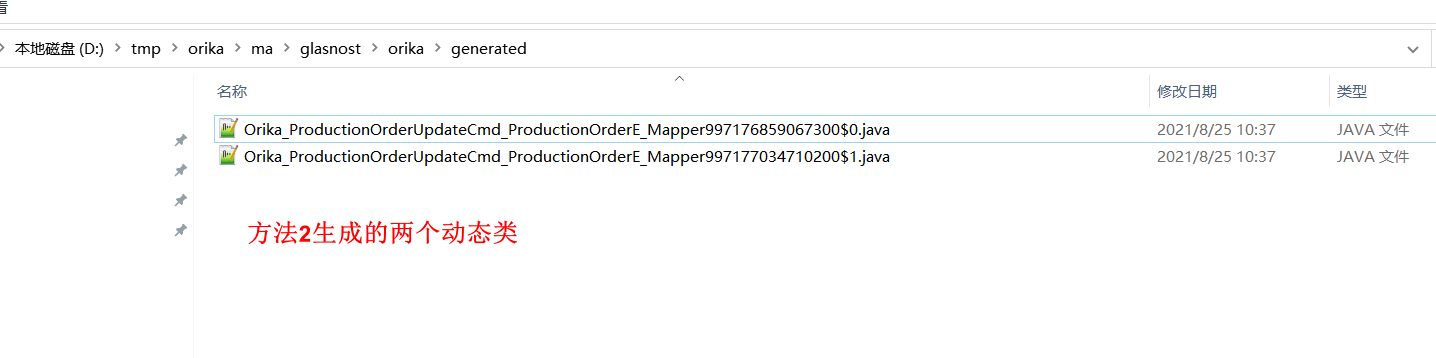 看
本地磁盘 (D:) > tmp > orika > ma > glasnost > orika > generated
名称 修改日期 类型
Orika_ProductionOrderUpdateCmd_ProductionOrderE_Mapper997176859067300$0.java 2021/8/25 10:37 JAVA 文件
Orika_ProductionOrderUpdateCmd_ProductionOrderE_Mapper997177034710200$1.java 2021/8/25 10:37 JAVA 文件
方法2生成的两个动态类